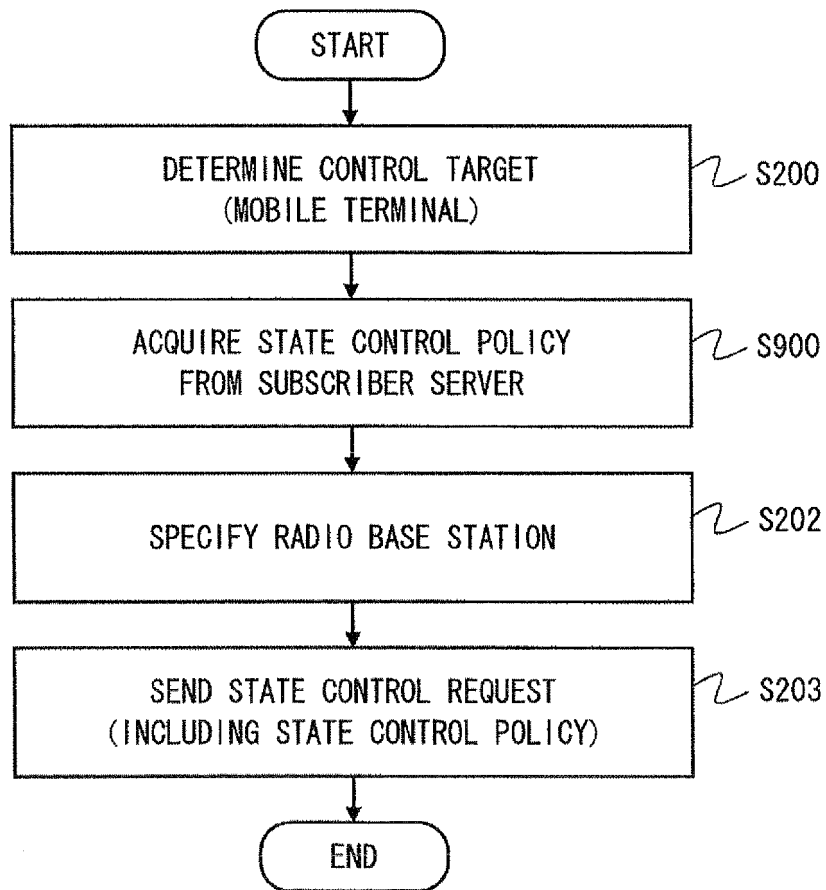 START
DETERMINE CONTROL TARGET
(MOBILE TERMINAL)
S200
ACQUIRE STATE CONTROL POLICY
FROM SUBSCRIBER SERVER
S900
SPECIFY RADIO BASE STATION
S202
SEND STATE CONTROL REQUEST
(INCLUDING STATE CONTROL POLICY)
S203
END